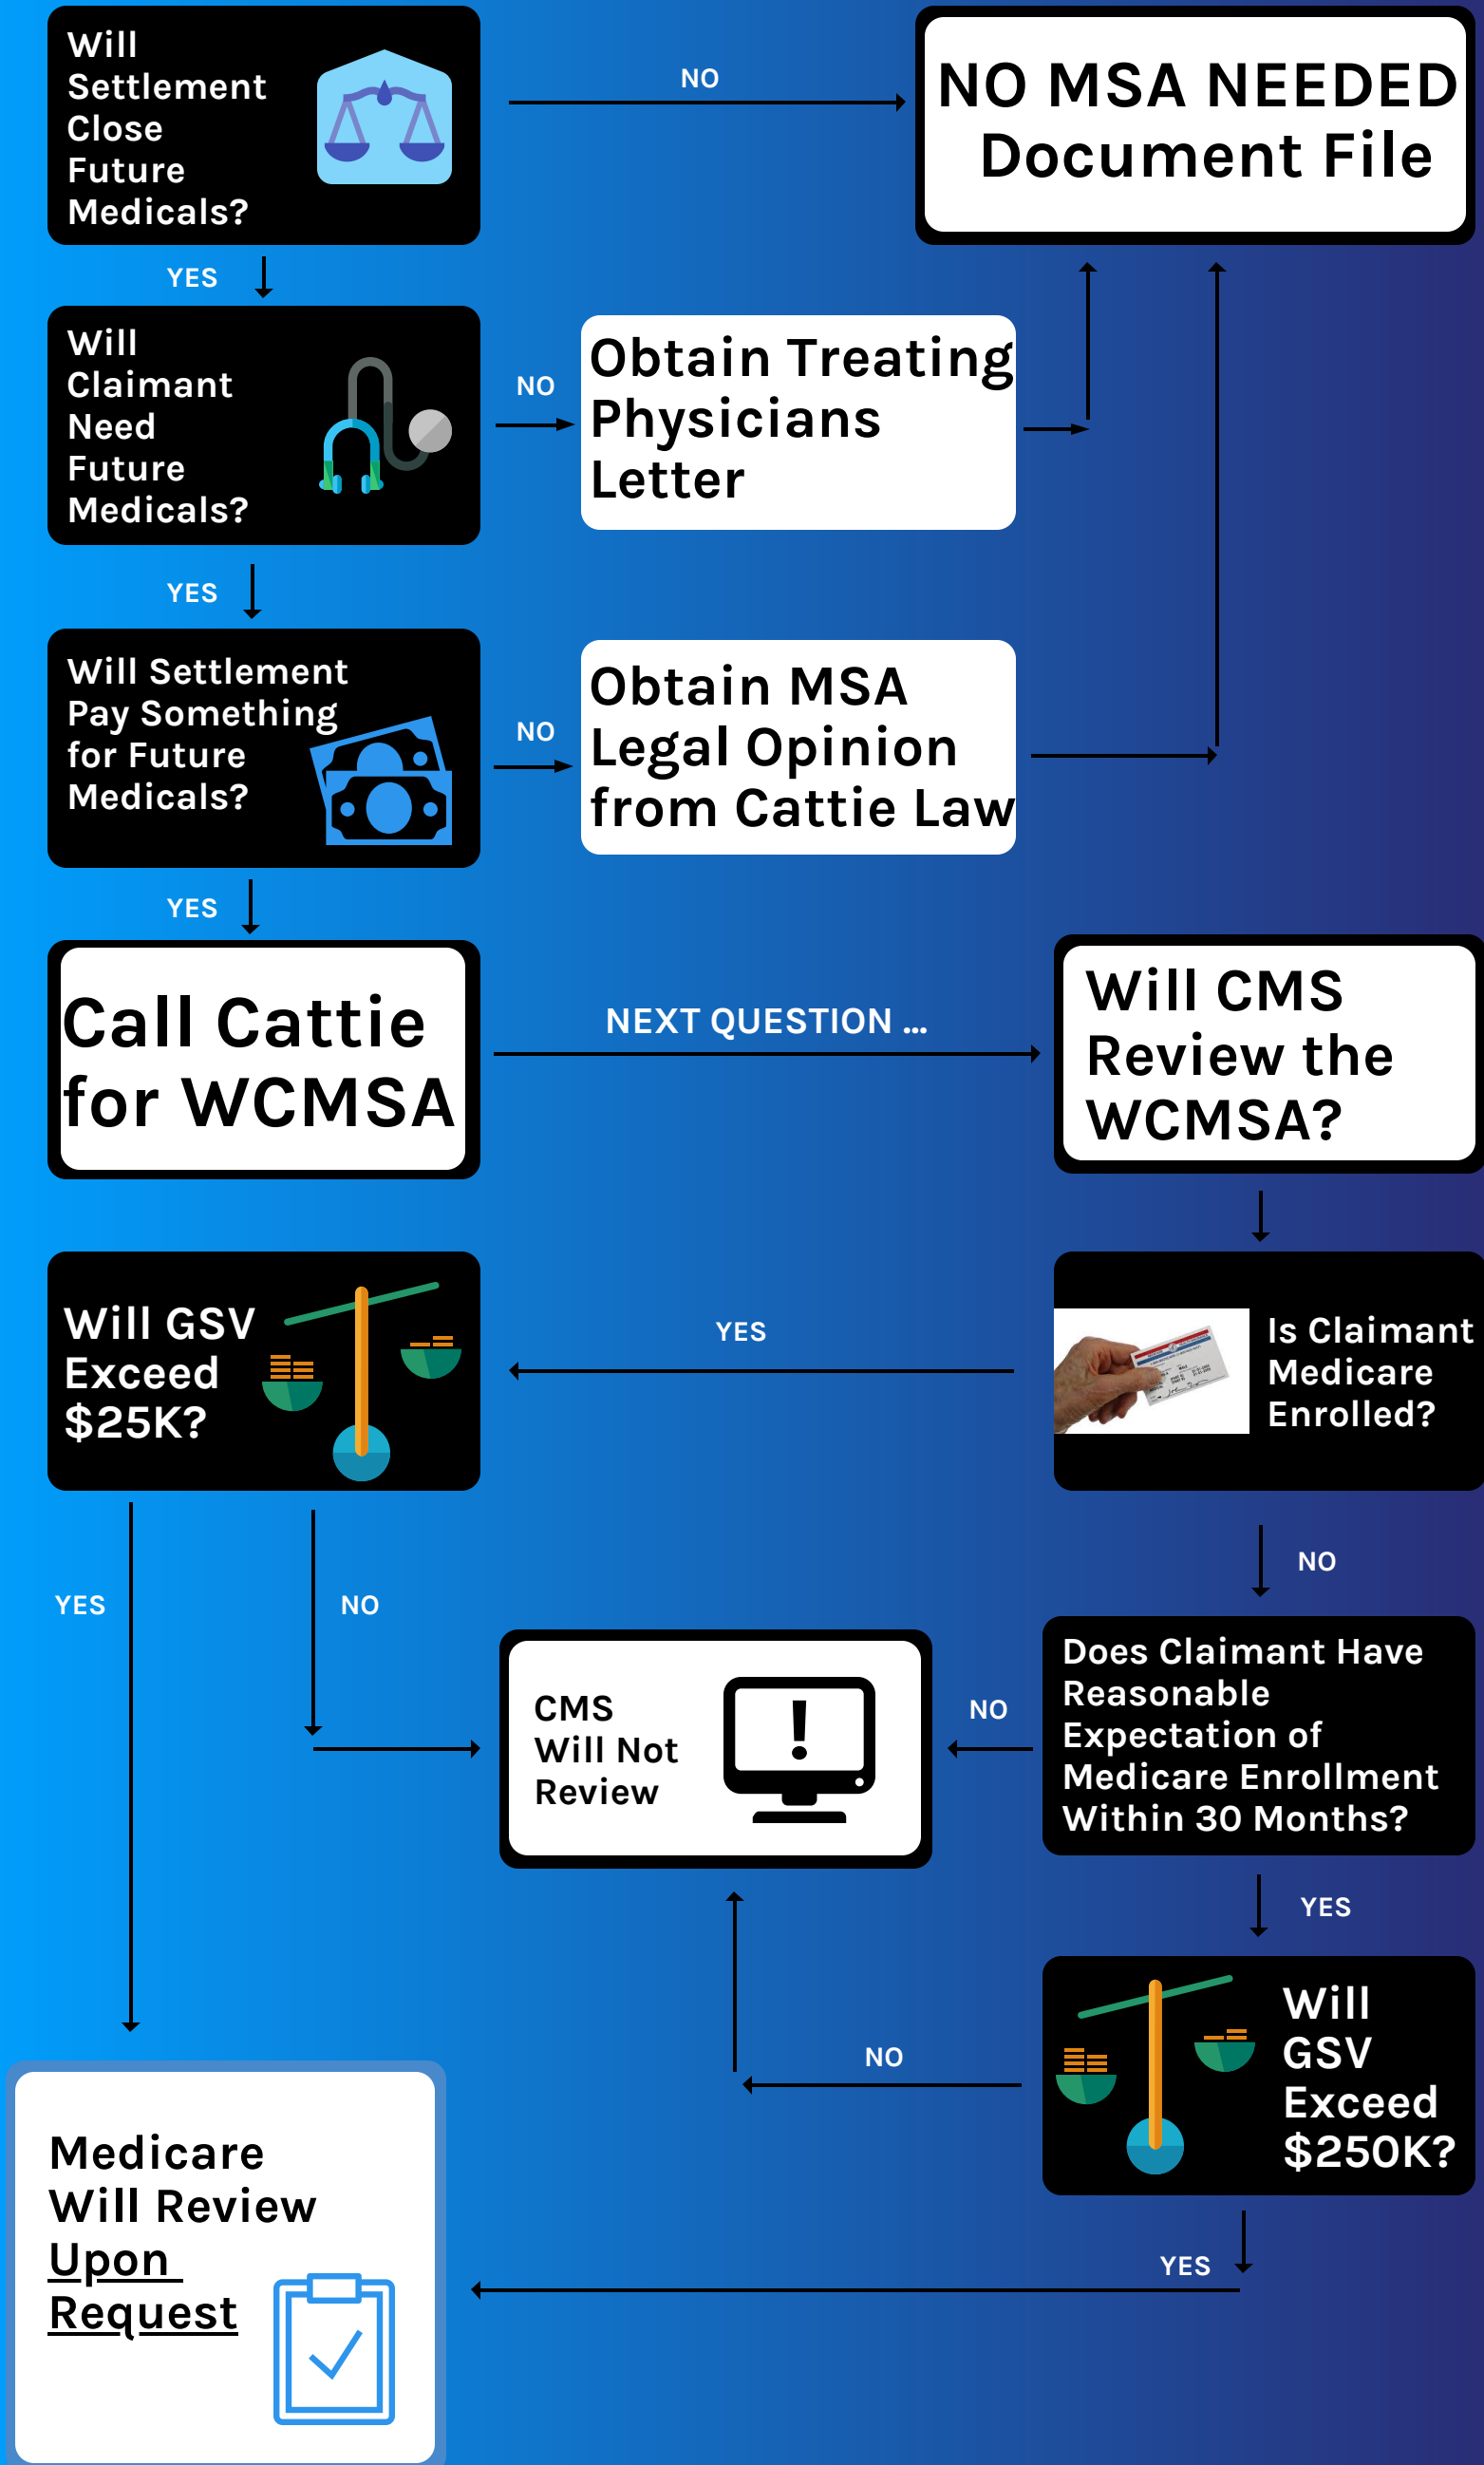 Will
Settlement
Close
Future
Medicals?
NO
NO MSA NEEDED
Document File
YES
Will
Claimant
Need
Future
Medicals?
NO
Obtain Treating
Physicians
Letter
YES
Will Settlement
Pay Something
for Future
Medicals?
NO
Obtain MSA
Legal Opinion
from Cattie Law
YES
Call Cattie
for WCMSA
NEXT QUESTION ...
Will CMS
Review the
WCMSA?
Will GSV
Exceed
$25K?
YES
Is Claimant
Medicare
Enrolled?
YES
NO
NO
CMS
Will Not
Review
NO
Does Claimant Have
Reasonable
Expectation of
Medicare Enrollment
Within 30 Months?
YES
NO
Will
GSV
Exceed
$250K?
YES
Medicare
Will Review
Upon
Request